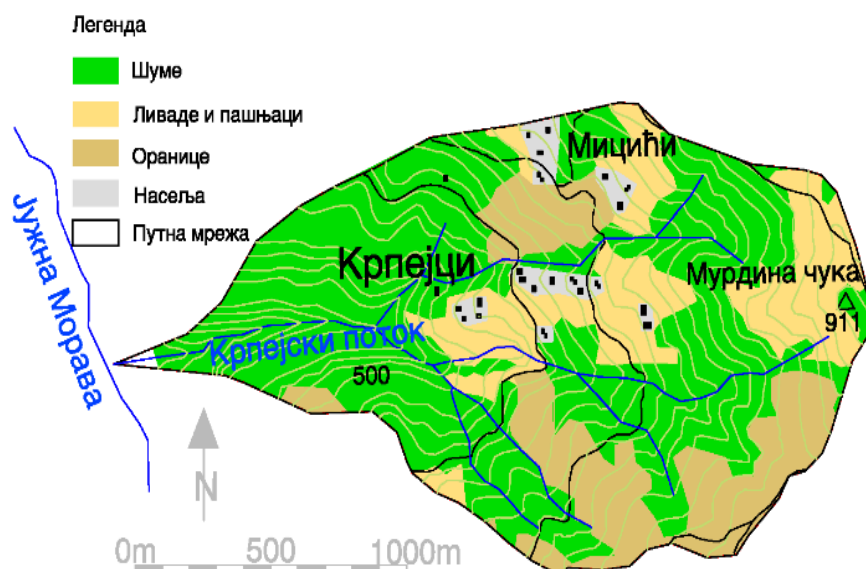 Легенда
Шуме
Ливаде и пашњаци
Оранице
Насеља
Путна мрежа
Мицићи
Крпејци
Мурдина чука
911
Јужна Морава
Крпејски поток
500
N
0m 500 1000m